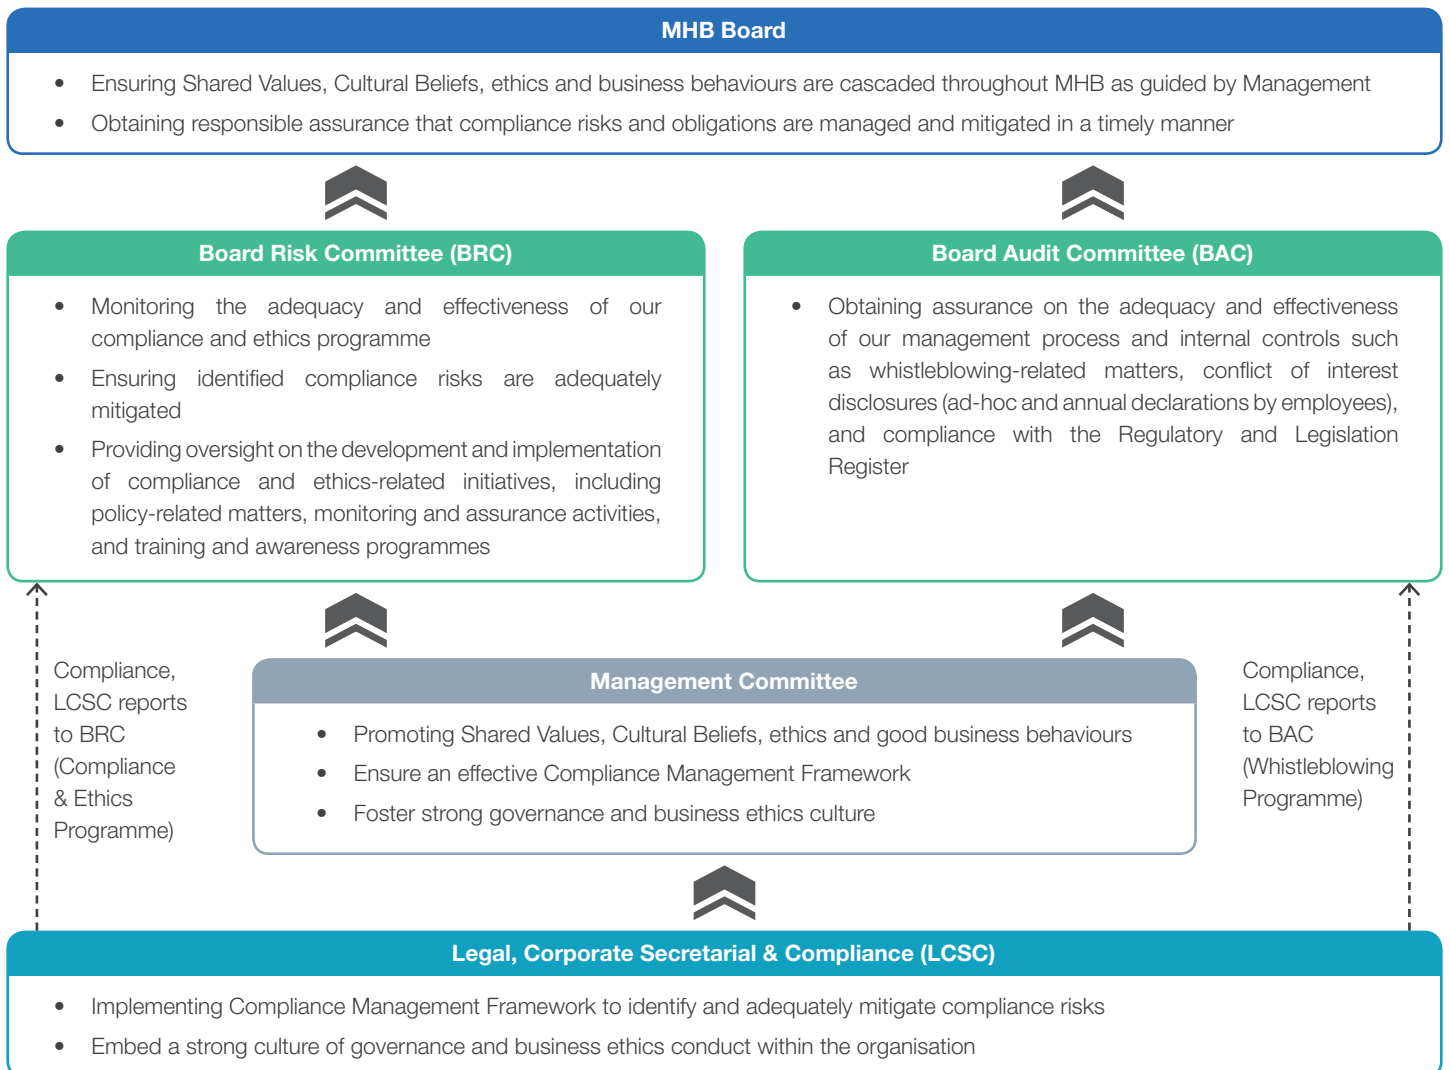 MHB Board
• Ensuring Shared Values, Cultural Beliefs, ethics and business behaviours are cascaded throughout MHB as guided by Management
• Obtaining responsible assurance that compliance risks and obligations are managed and mitigated in a timely manner
Board Risk Committee (BRC)
• Monitoring the adequacy and effectiveness of our
compliance and ethics programme
• Ensuring identified compliance risks are adequately
mitigated
• Providing oversight on the development and implementation
of compliance and ethics-related initiatives, including
policy-related matters, monitoring and assurance activities,
and training and awareness programmes
Board Audit Committee (BAC)
• Obtaining assurance on the adequacy and effectiveness
of our management process and internal controls such
as whistleblowing-related matters, conflict of interest
disclosures (ad-hoc and annual declarations by employees),
and compliance with the Regulatory and Legislation
Register
Compliance,
LCSC reports
to BRC
(Compliance
& Ethics
Programme)
Management Committee
• Promoting Shared Values, Cultural Beliefs, ethics and good business behaviours
• Ensure an effective Compliance Management Framework
• Foster strong governance and business ethics culture
Compliance,
LCSC reports
to BAC
(Whistleblowing
Programme)
Legal, Corporate Secretarial & Compliance (LCSC)
• Implementing Compliance Management Framework to identify and adequately mitigate compliance risks
• Embed a strong culture of governance and business ethics conduct within the organisation